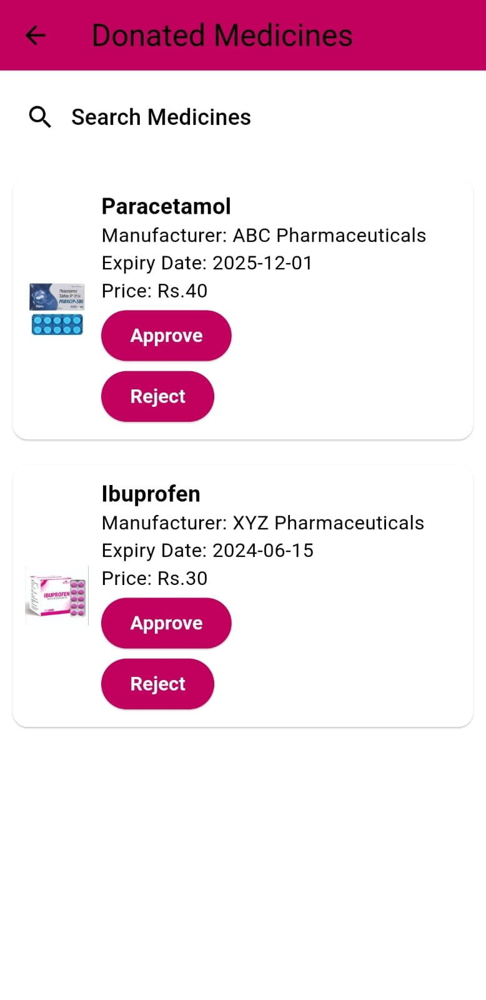 Donated Medicines
Search Medicines
Paracetamol
Manufacturer: ABC Pharmaceuticals
Expiry Date: 2025-12-01
Price: Rs.40
Paracetamol
PARACIP-500
Approve
Reject
Ibuprofen
Manufacturer: XYZ Pharmaceuticals
Expiry Date: 2024-06-15
Price: Rs.30
IBUPROFEN
Approve
Reject